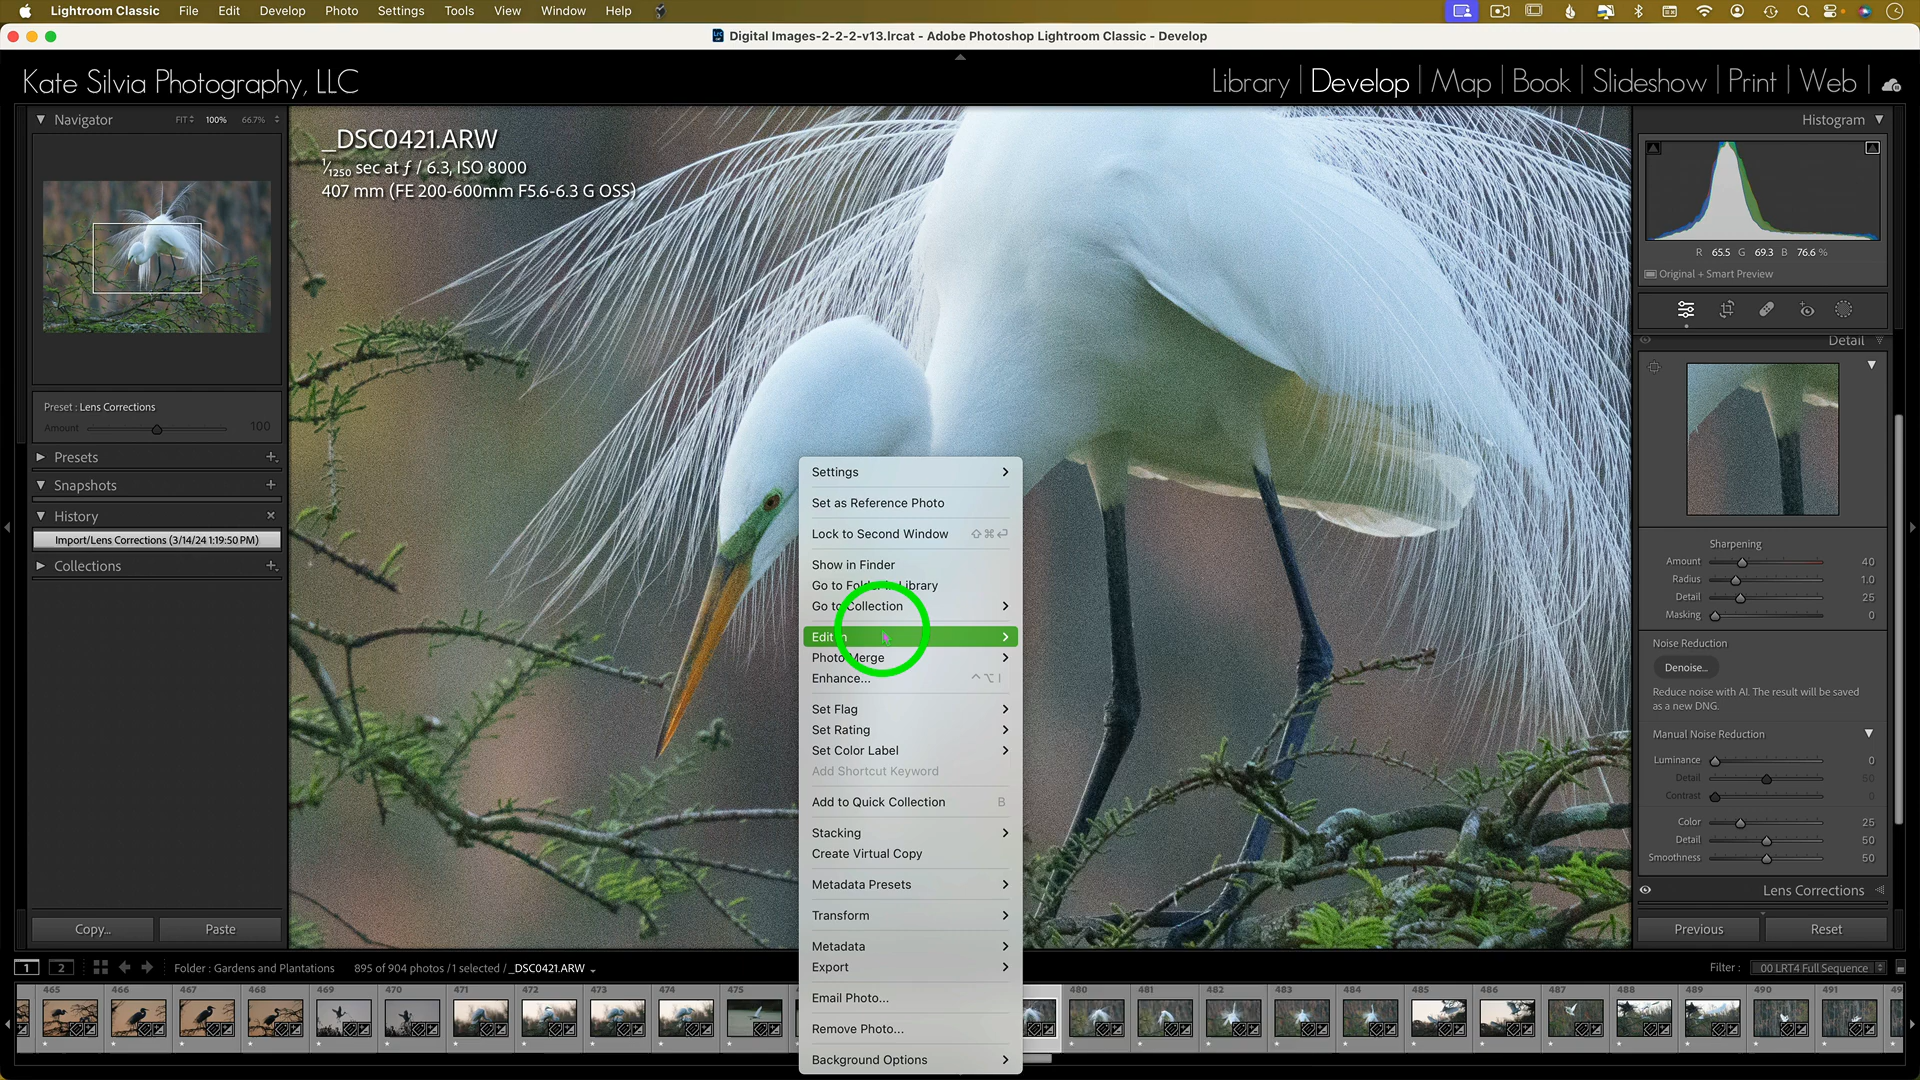 Lightroom Classic File Edit Develop Photo Settings Tools View Window Help
Digital Images-2-2-2-v13.lrcat - Adobe Photoshop Lightroom Classic - Develop
Kate Silvia Photography, LLC
Library | Develop | Map | Book | Slideshow | Print | Web
Navigator FIT 100% 66.7%
Preset : Lens Corrections
Amount 100
Presets
Snapshots
History
Import/Lens Corrections (3/14/24 1:19:50 PM)
Collections
Copy... Paste
_DSC0421.ARW
1/1250 sec at ƒ / 6.3, ISO 8000
407 mm (FE 200-600mm F5.6-6.3 G OSS)
Settings
Set as Reference Photo
Lock to Second Window ⇧⌘↩
Show in Finder
Go to Folder in Library
Go to Collection
Edit In
Photo Merge
Enhance... ^⌥I
Set Flag
Set Rating
Set Color Label
Add Shortcut Keyword
Add to Quick Collection B
Stacking
Create Virtual Copy
Metadata Presets
Transform
Metadata
Export
Email Photo...
Remove Photo...
Background Options
Histogram
R 65.5 G 69.3 B 76.6 %
Original + Smart Preview
Detail
Sharpening
Amount 40
Radius 1.0
Detail 25
Masking 0
Noise Reduction
Denoise...
Reduce noise with AI. The result will be saved
as a new DNG.
Manual Noise Reduction
Luminance 0
Detail 50
Contrast 0
Color 25
Detail 50
Smoothness 50
Lens Corrections
Previous Reset
1 2 Folder : Gardens and Plantations 895 of 904 photos / 1 selected / _DSC0421.ARW
Filter : 00 LRT4 Full Sequence
465 466 467 468 469 470 471 472 473 474 475 480 481 482 483 484 485 486 487 488 489 490 491